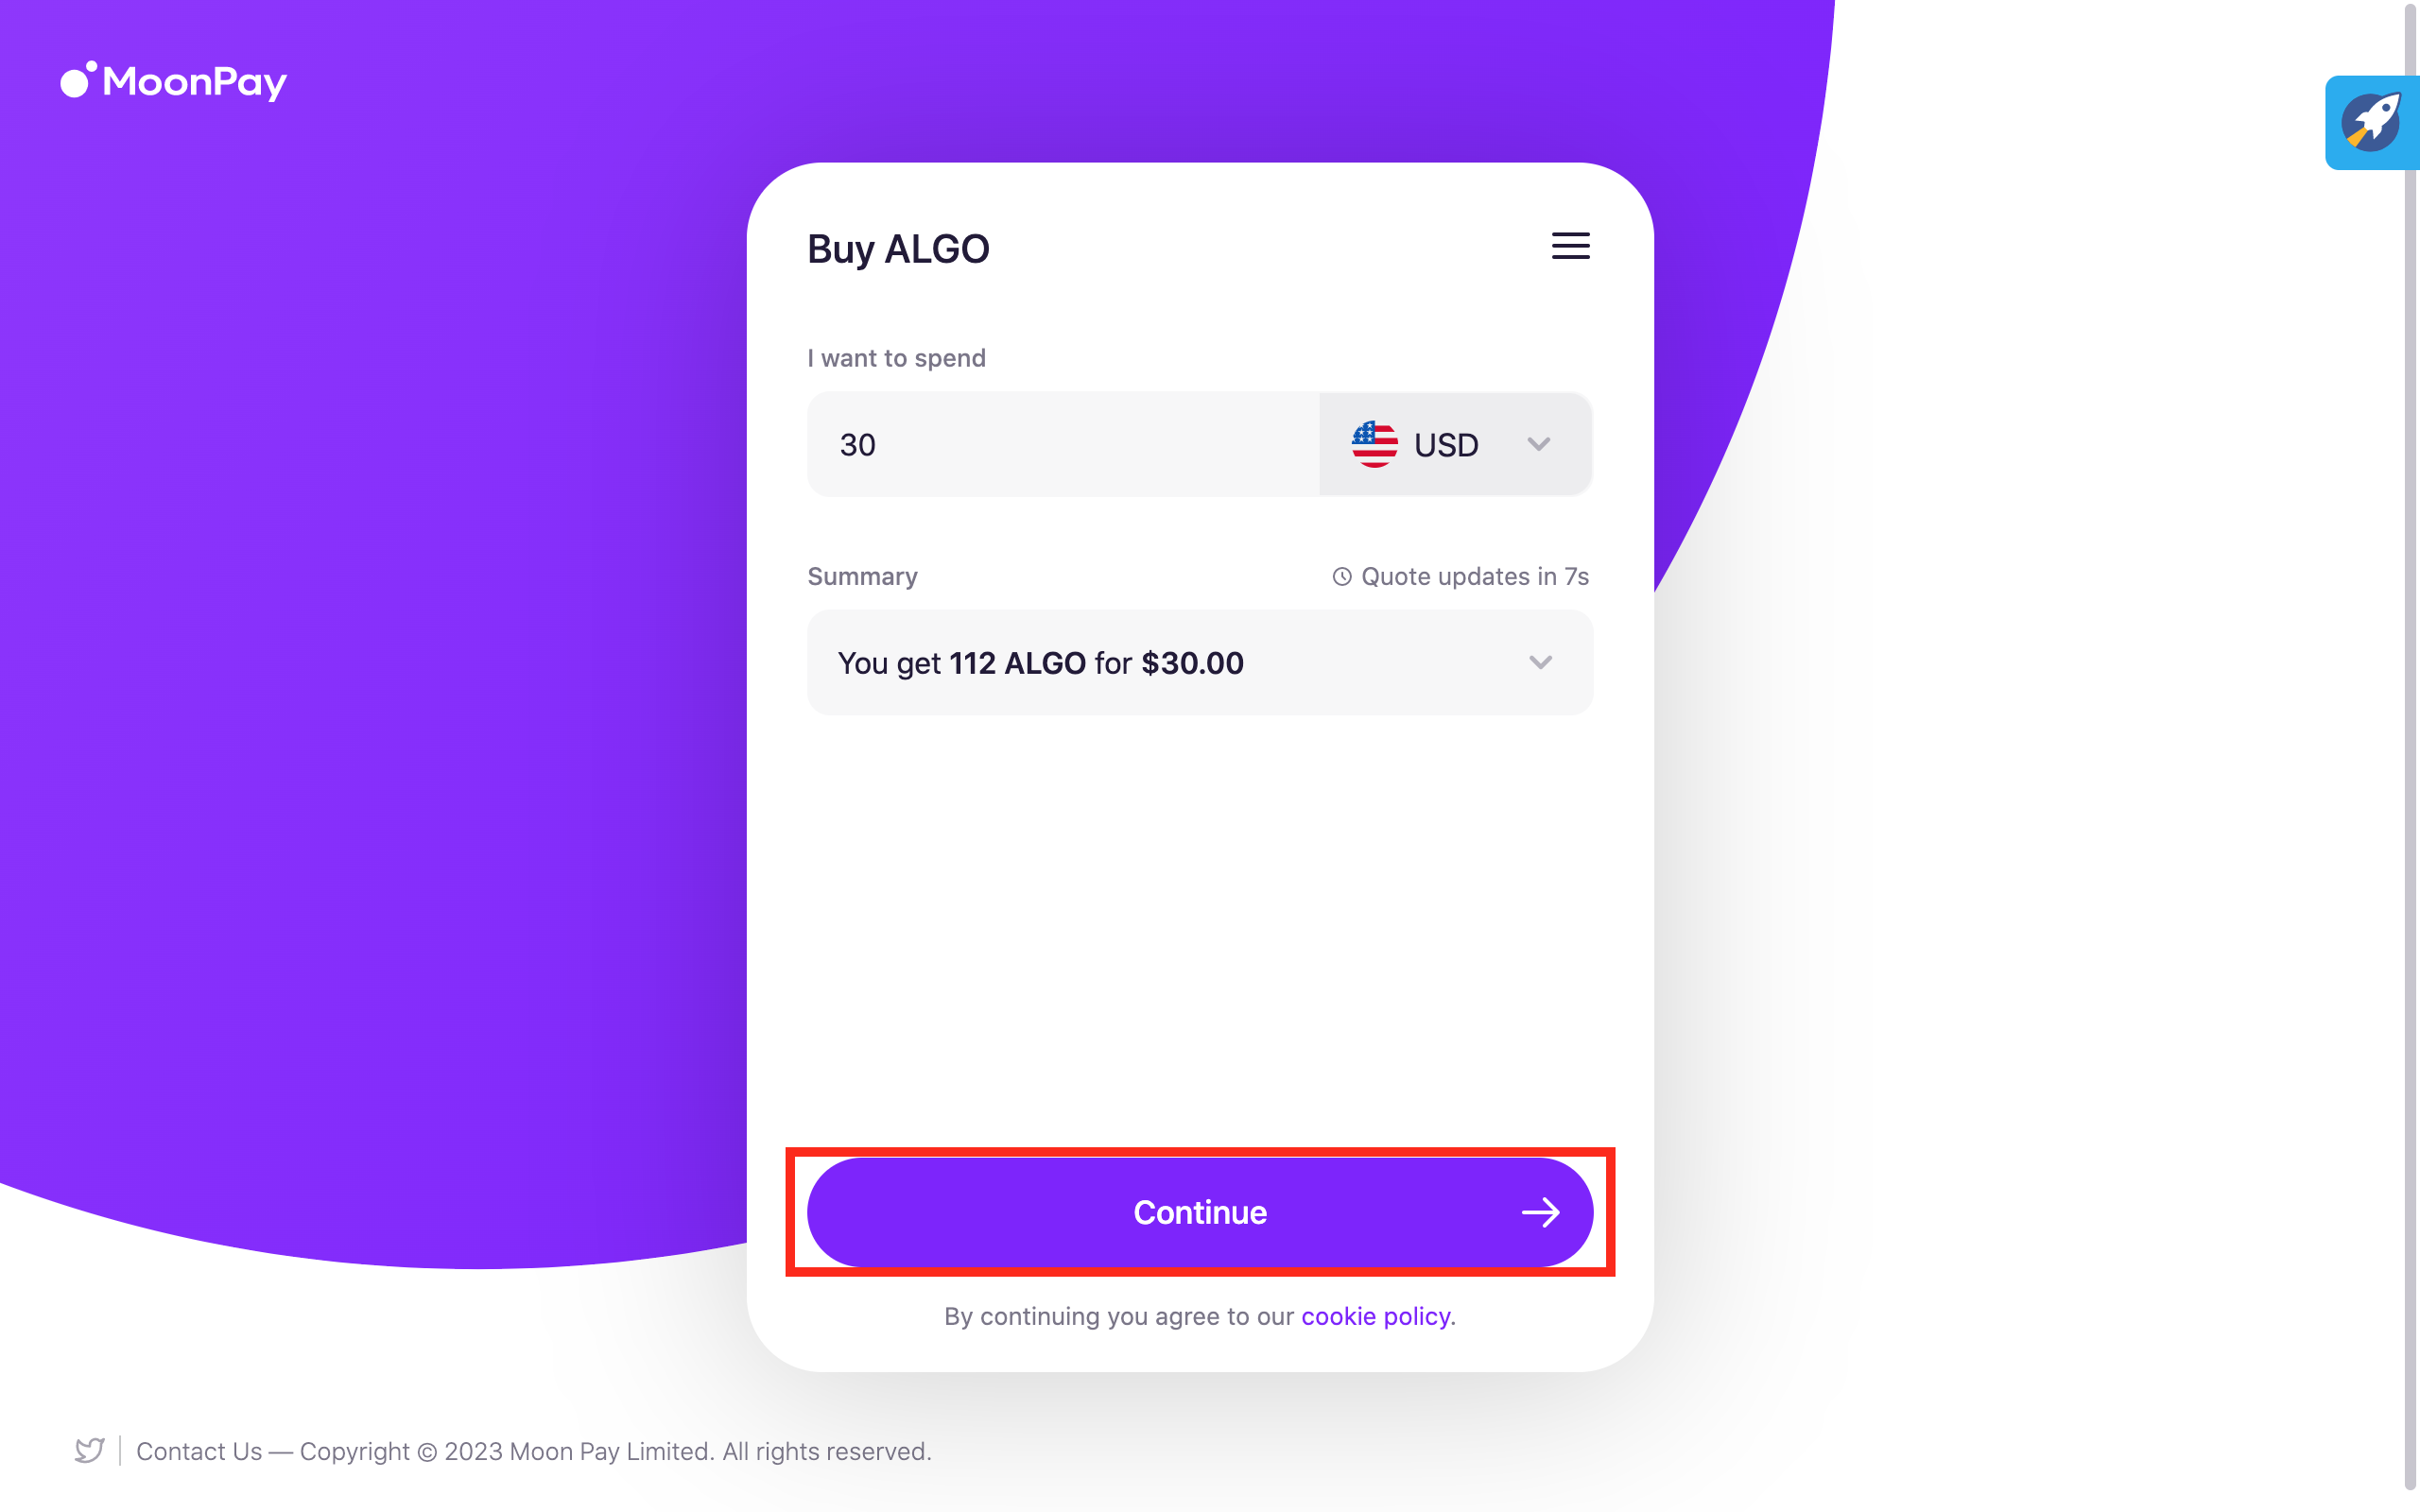 MoonPay
Buy ALGO
I want to spend
30
USD
Summary
Quote updates in 7s
You get 112 ALGO for $30.00
Continue
By continuing you agree to our cookie policy.
Contact Us — Copyright © 2023 Moon Pay Limited. All rights reserved.